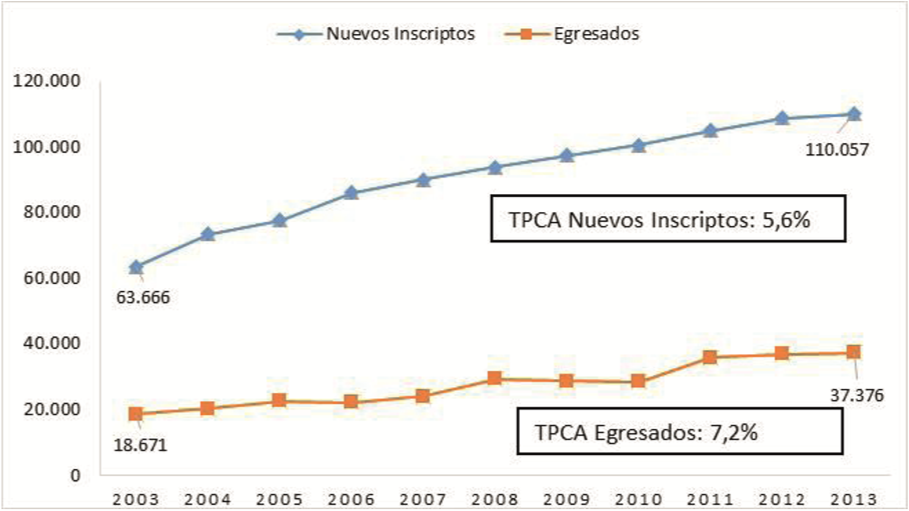 Nuevos Inscriptos Egresados
120.000
100.000
80.000
60.000
40.000
20.000
0
110.057
TPCA Nuevos Inscriptos: 5,6%
63.666
37.376
TPCA Egresados: 7,2%
18.671
2003 2004 2005 2006 2007 2008 2009 2010 2011 2012 2013